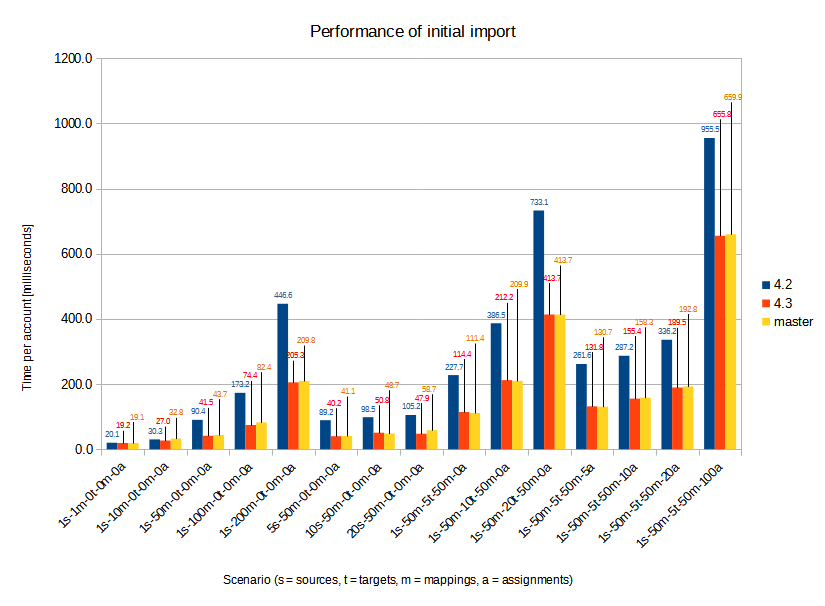 Performance of initial import
1200.0
1000.0
800.0
600.0
400.0
200.0
0.0
Time per account [milliseconds]
20.1
19.2
19.1
30.3
27.0
32.8
90.4
41.5
43.7
173.2
74.4
82.4
446.6
205.3
209.8
89.2
40.2
41.1
98.5
50.8
48.7
105.2
47.9
58.7
227.7
114.4
111.4
386.5
212.2
209.9
733.1
413.7
413.7
261.6
131.8
130.7
287.2
155.4
158.3
336.2
189.5
192.8
955.5
655.8
659.9
1s-1m-0t-0m-0a
1s-10m-0t-0m-0a
1s-50m-0t-0m-0a
1s-100m-0t-0m-0a
1s-200m-0t-0m-0a
5s-50m-0t-0m-0a
10s-50m-0t-0m-0a
20s-50m-0t-0m-0a
1s-50m-5t-50m-0a
1s-50m-10t-50m-0a
1s-50m-20t-50m-0a
1s-50m-5t-50m-5a
1s-50m-5t-50m-10a
1s-50m-5t-50m-20a
1s-50m-5t-50m-100a
Scenario (s = sources, t = targets, m = mappings, a = assignments)
4.2
4.3
master